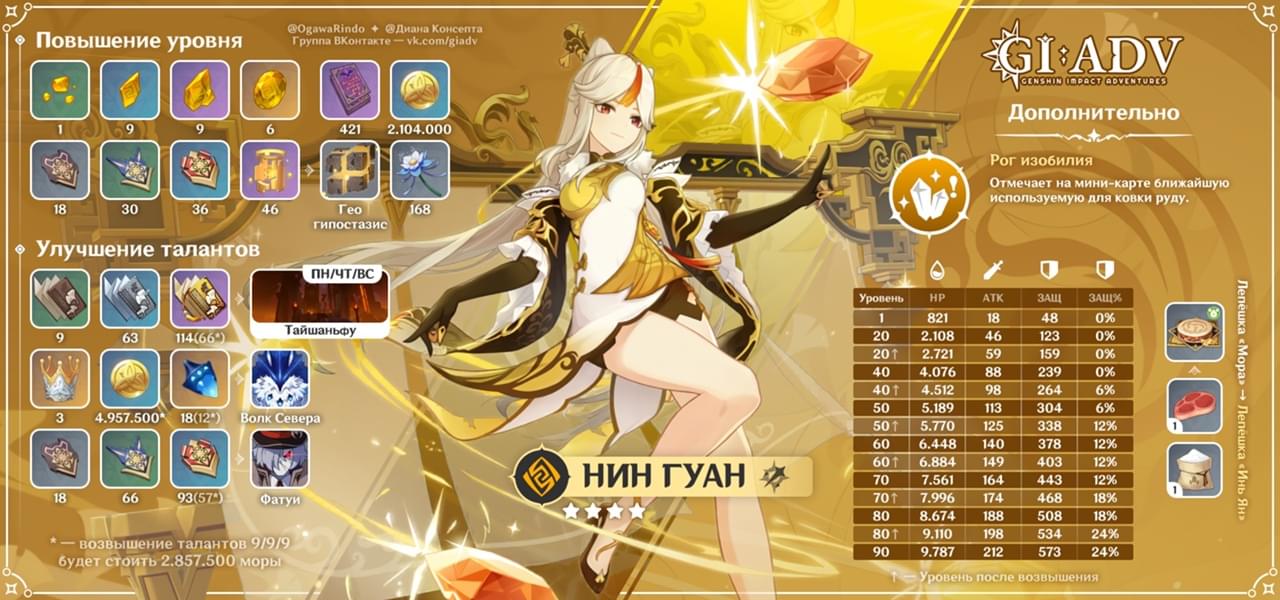 @OgawaRindo ✦ @Диана Консепта
Группа ВКонтакте — vk.com/giadv
Повышение уровня
1 9 9 6 421 2.104.000
18 30 36 46 Гео гипостазис 168
Улучшение талантов
ПН/ЧТ/ВС
Тайшаньфу
9 63 114(66*)
3 4.957.500* 18(12*) Волк Севера
18 66 93(57*) Фатуи
* — возвышение талантов 9/9/9
будет стоить 2.857.500 моры
НИН ГУАН
GI·ADV
GENSHIN IMPACT ADVENTURES
Дополнительно
Рог изобилия
Отмечает на мини-карте ближайшую
используемую для ковки руду.
Уровень HP АТК ЗАЩ ЗАЩ%
1 821 18 48 0%
20 2.108 46 123 0%
20↑ 2.721 59 159 0%
40 4.076 88 239 0%
40↑ 4.512 98 264 6%
50 5.189 113 304 6%
50↑ 5.770 125 338 12%
60 6.448 140 378 12%
60↑ 6.884 149 403 12%
70 7.561 164 443 12%
70↑ 7.996 174 468 18%
80 8.674 188 508 18%
80↑ 9.110 198 534 24%
90 9.787 212 573 24%
↑ — Уровень после возвышения
1
1
Лепёшка «Мора» → Лепёшка «Инь Ян»